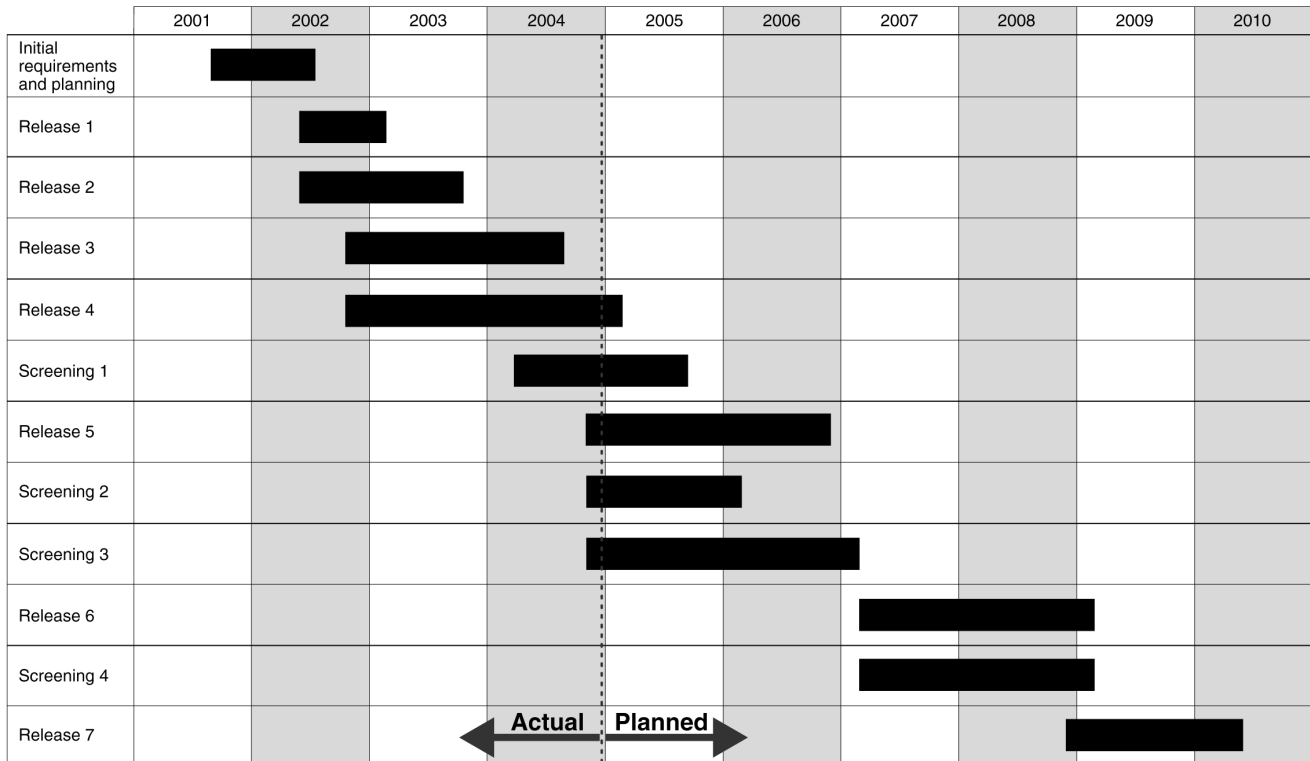 2001 2002 2003 2004 2005 2006 2007 2008 2009 2010
Initial
requirements
and planning
Release 1
Release 2
Release 3
Release 4
Screening 1
Release 5
Screening 2
Screening 3
Release 6
Screening 4
Release 7
Actual Planned